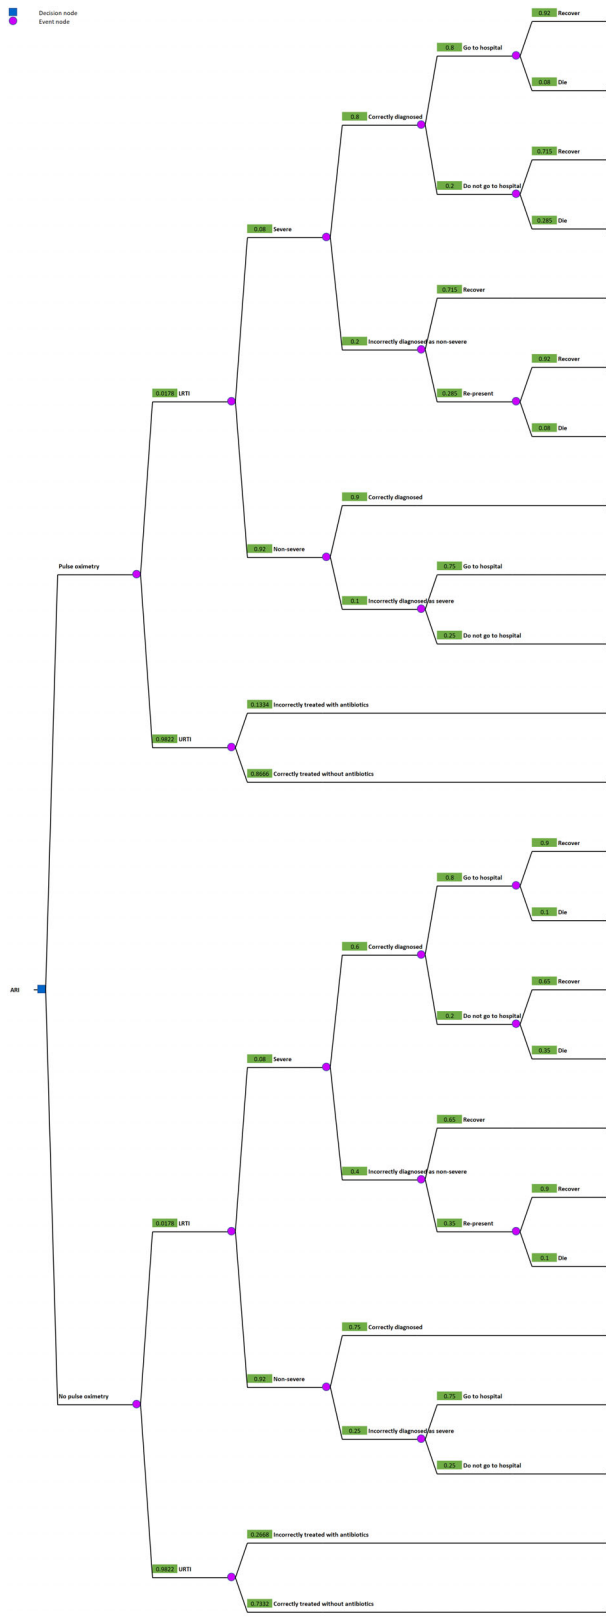 Decision node
Event node
0.92 Recover
0.8 Go to hospital
0.08 Die
0.8 Correctly diagnosed
0.715 Recover
0.2 Do not go to hospital
0.285 Die
0.08 Severe
0.715 Recover
0.2 Incorrectly diagnosed as non-severe
0.92 Recover
0.285 Re-present
0.0178 LRTI
0.08 Die
0.9 Correctly diagnosed
0.92 Non-severe
Pulse oximetry
0.75 Go to hospital
0.1 Incorrectly diagnosed as severe
0.25 Do not go to hospital
0.1334 Incorrectly treated with antibiotics
0.9822 URTI
0.8666 Correctly treated without antibiotics
0.9 Recover
0.8 Go to hospital
0.1 Die
0.6 Correctly diagnosed
0.65 Recover
ARI
0.2 Do not go to hospital
0.35 Die
0.08 Severe
0.65 Recover
0.4 Incorrectly diagnosed as non-severe
0.9 Recover
0.0178 LRTI
0.35 Re-present
0.1 Die
0.75 Correctly diagnosed
0.92 Non-severe
No pulse oximetry
0.75 Go to hospital
0.25 Incorrectly diagnosed as severe
0.25 Do not go to hospital
0.2668 Incorrectly treated with antibiotics
0.9822 URTI
0.7332 Correctly treated without antibiotics